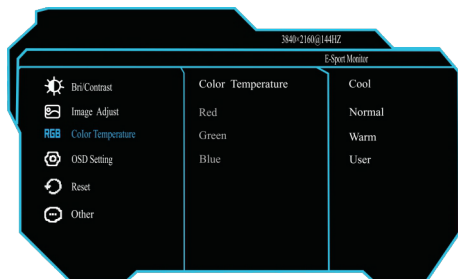 3840×2160@144HZ
E-Sport Monitor
Bri/Contrast
Image Adjust
RGB Color Temperature
OSD Setting
Reset
Other
Color Temperature
Red
Green
Blue
Cool
Normal
Warm
User